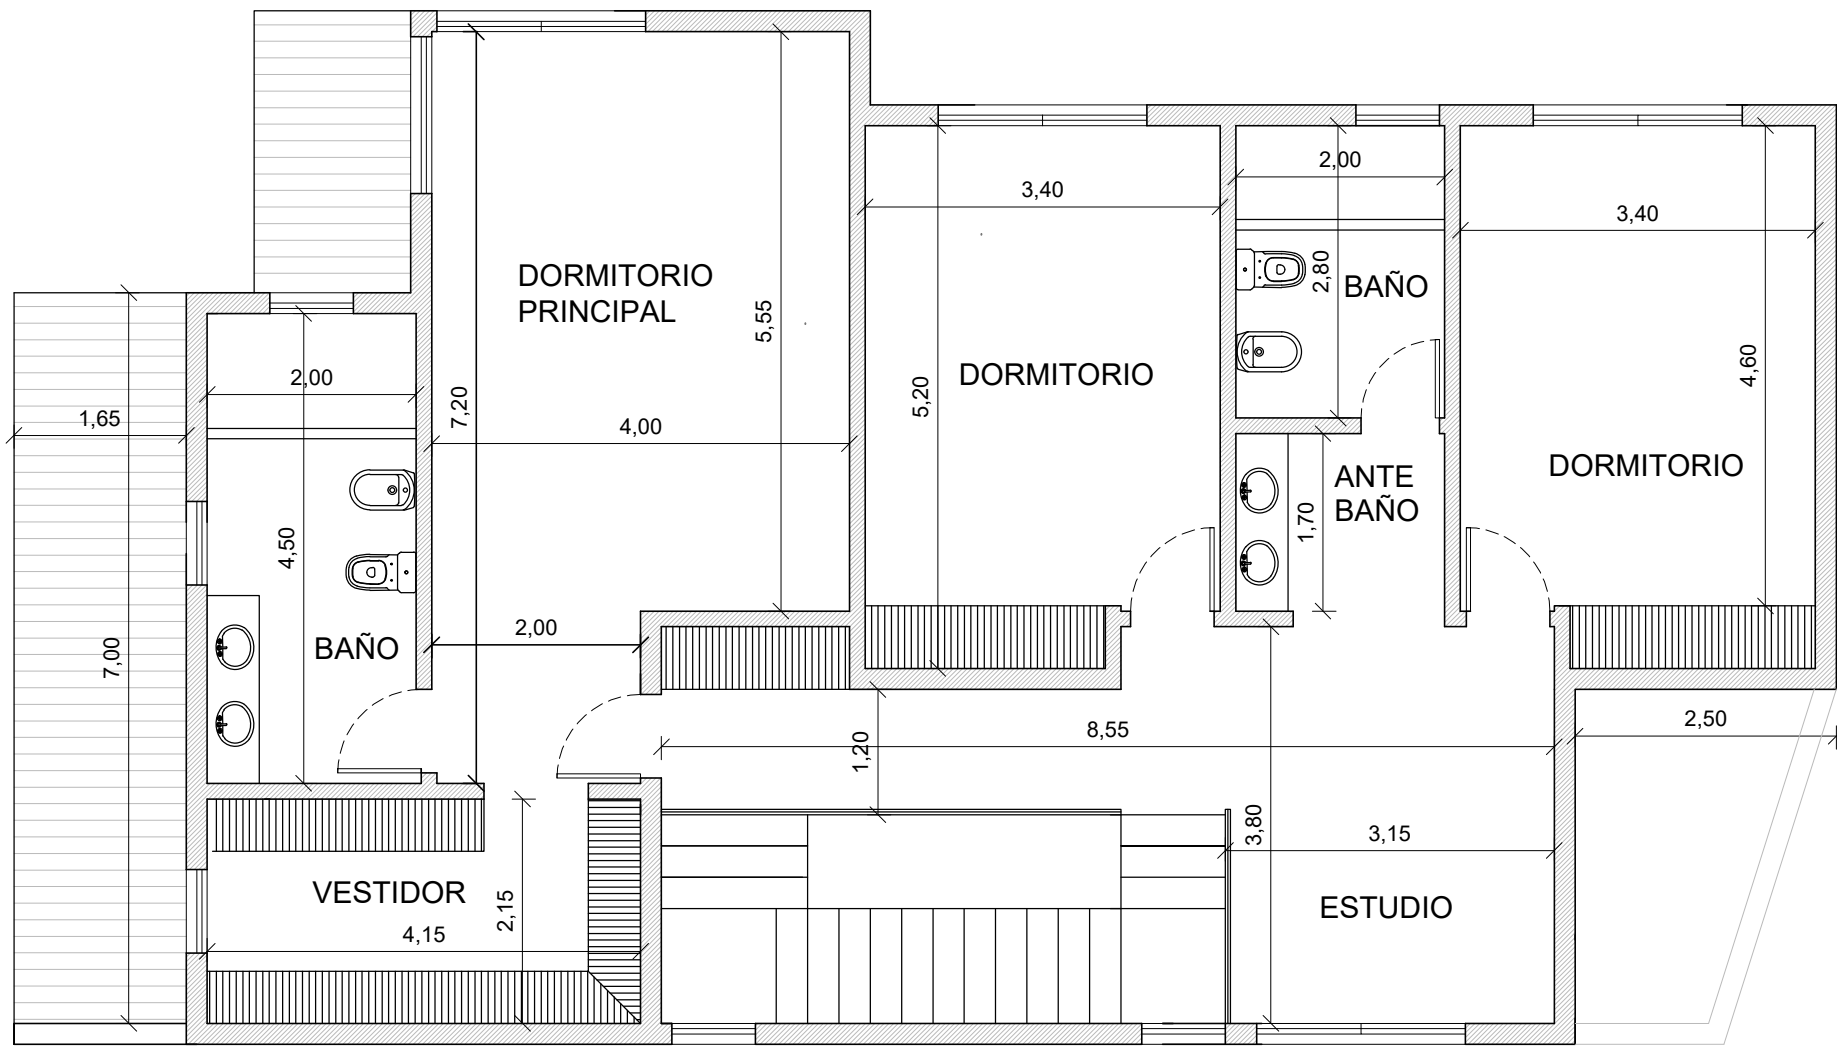 2,00
3,40
3,40
DORMITORIO
PRINCIPAL
2,80
BAÑO
5,55
DORMITORIO
4,60
2,00
5,20
7,20
1,65
4,00
DORMITORIO
ANTE
BAÑO
1,70
4,50
2,00
BAÑO
7,00
2,50
8,55
1,20
3,80
3,15
VESTIDOR
2,15
ESTUDIO
4,15